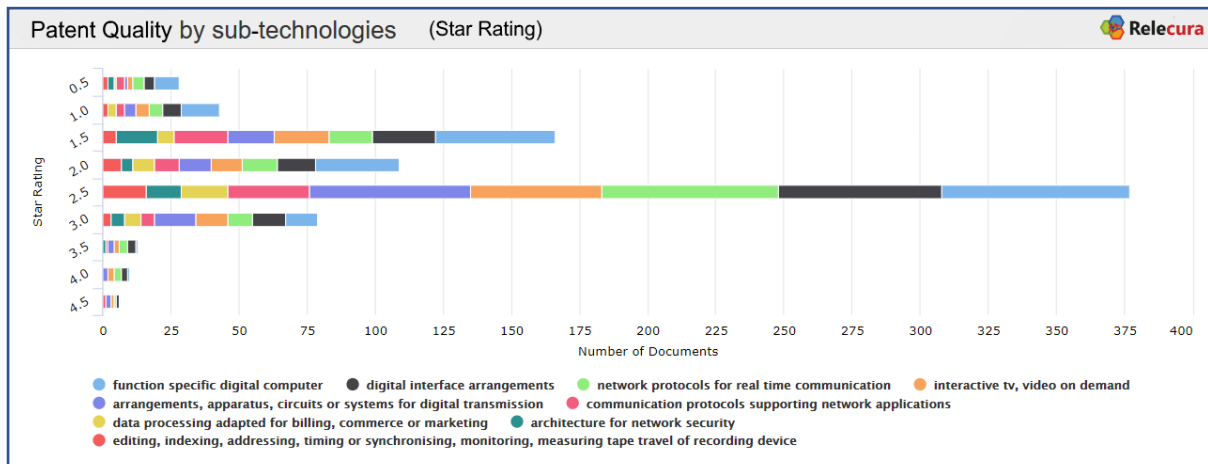 Patent Quality by sub-technologies (Star Rating)
Relecura
0.5
1.0
1.5
2.0
2.5
3.0
3.5
4.0
4.5
Star Rating
0 25 50 75 100 125 150 175 200 225 250 275 300 325 350 375 400
Number of Documents
function specific digital computer digital interface arrangements network protocols for real time communication interactive tv, video on demand
arrangements, apparatus, circuits or systems for digital transmission communication protocols supporting network applications
data processing adapted for billing, commerce or marketing architecture for network security
editing, indexing, addressing, timing or synchronising, monitoring, measuring tape travel of recording device